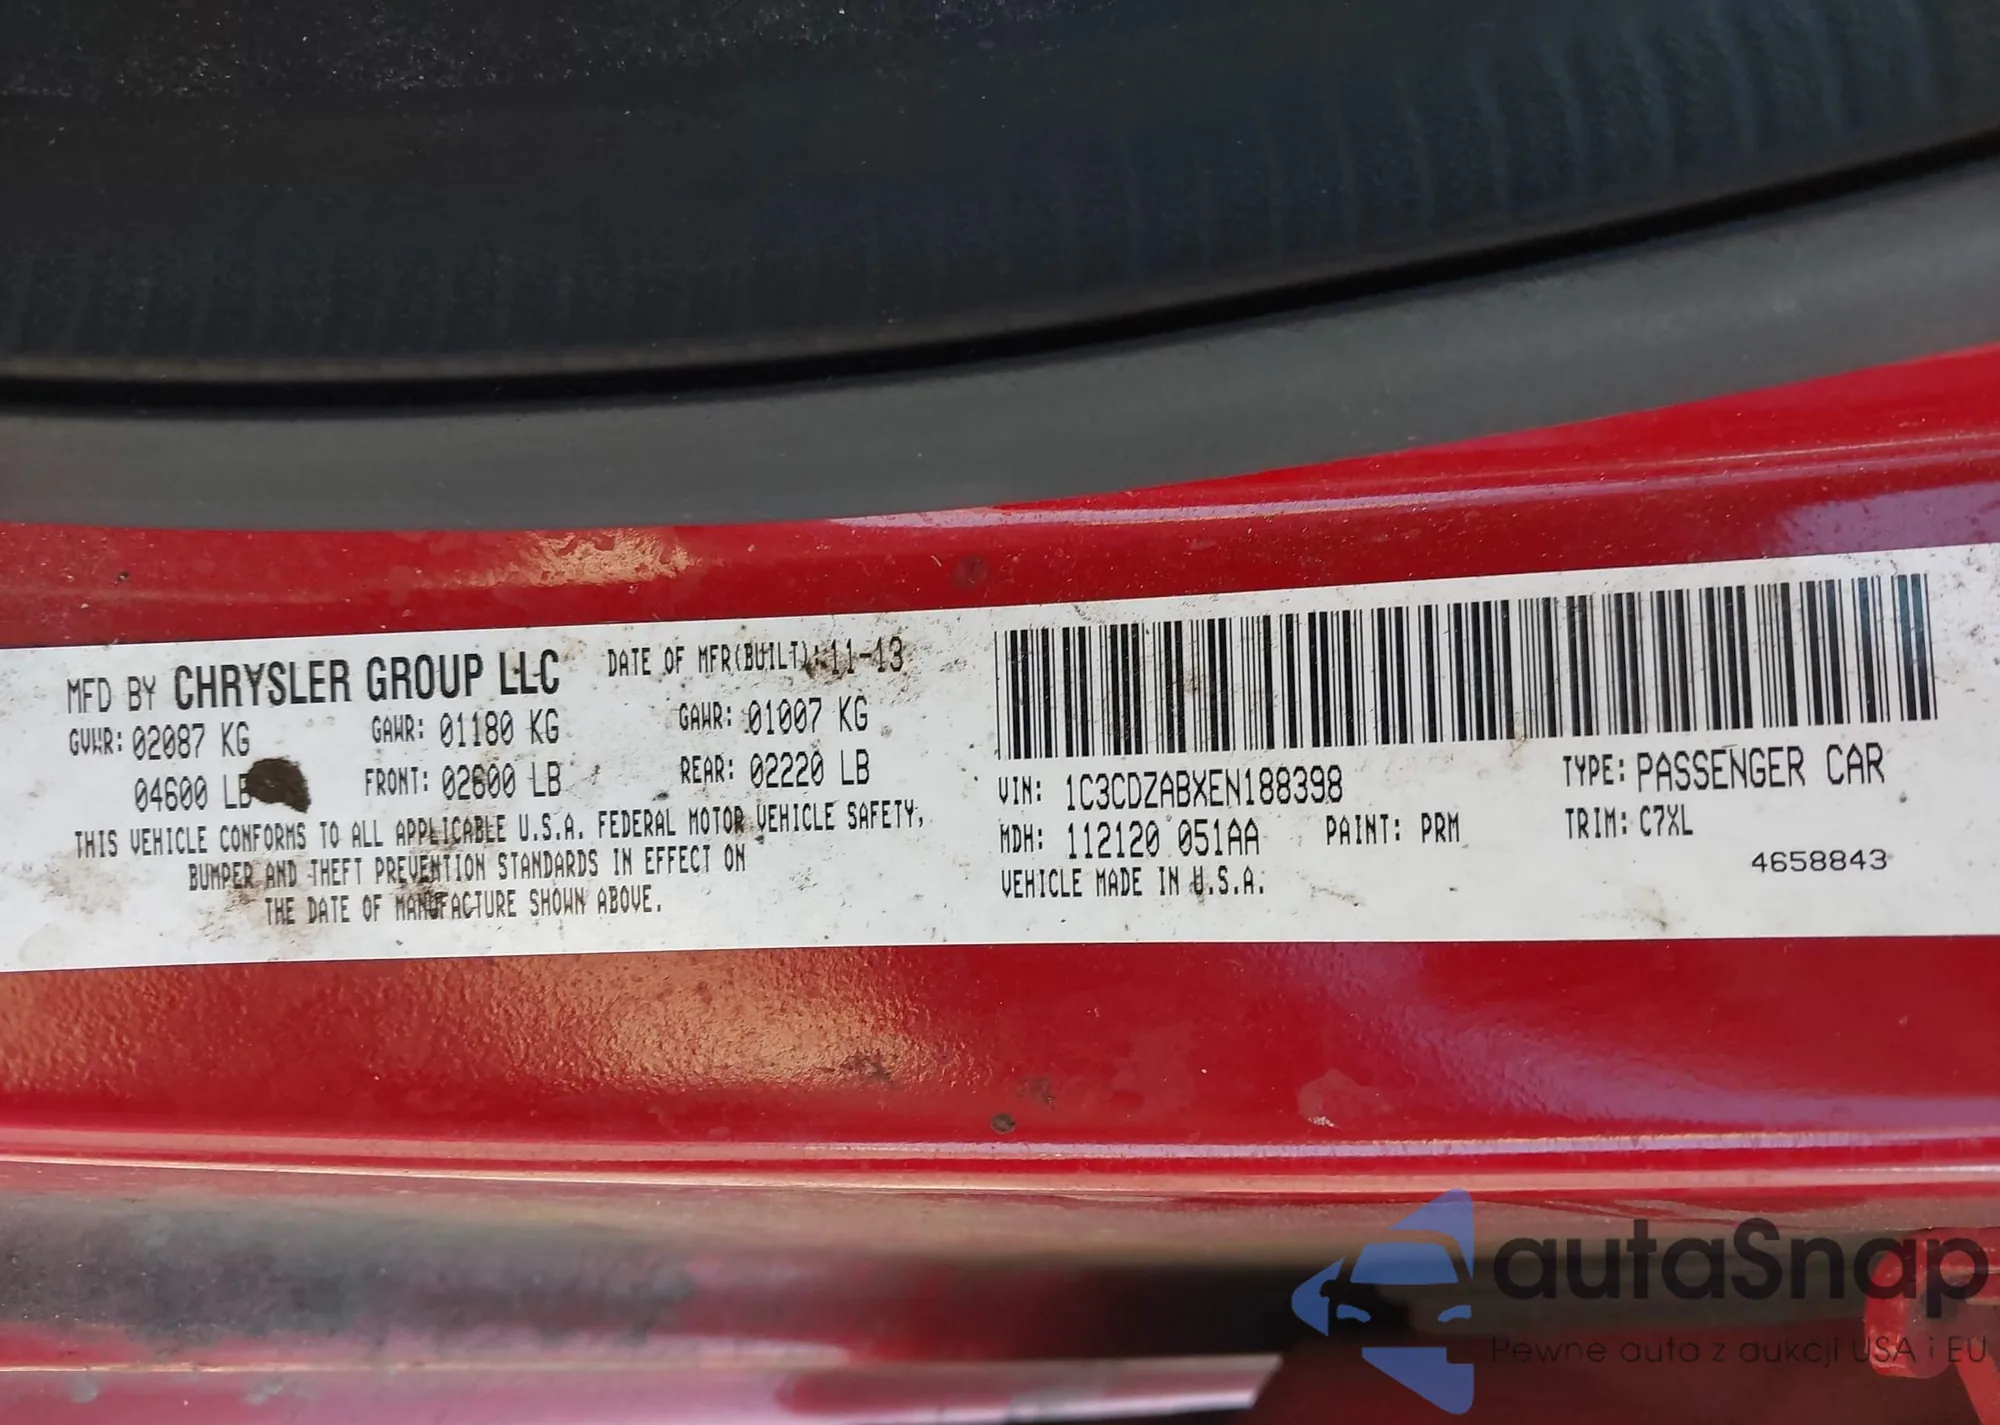 MFD BY CHRYSLER GROUP LLC DATE OF MFR(BUILT): 11-13
GVWR: 02087 KG GAWR: 01180 KG GAWR: 01007 KG
04600 LB FRONT: 02600 LB REAR: 02220 LB
THIS VEHICLE CONFORMS TO ALL APPLICABLE U.S.A. FEDERAL MOTOR VEHICLE SAFETY,
BUMPER AND THEFT PREVENTION STANDARDS IN EFFECT ON
THE DATE OF MANUFACTURE SHOWN ABOVE.
VIN: 1C3CDZABXEN188398 TYPE: PASSENGER CAR
MDH: 112120 051AA PAINT: PRM TRIM: C7XL
VEHICLE MADE IN U.S.A. 4658843
autaSnap
Pewne auta z aukcji USA i EU